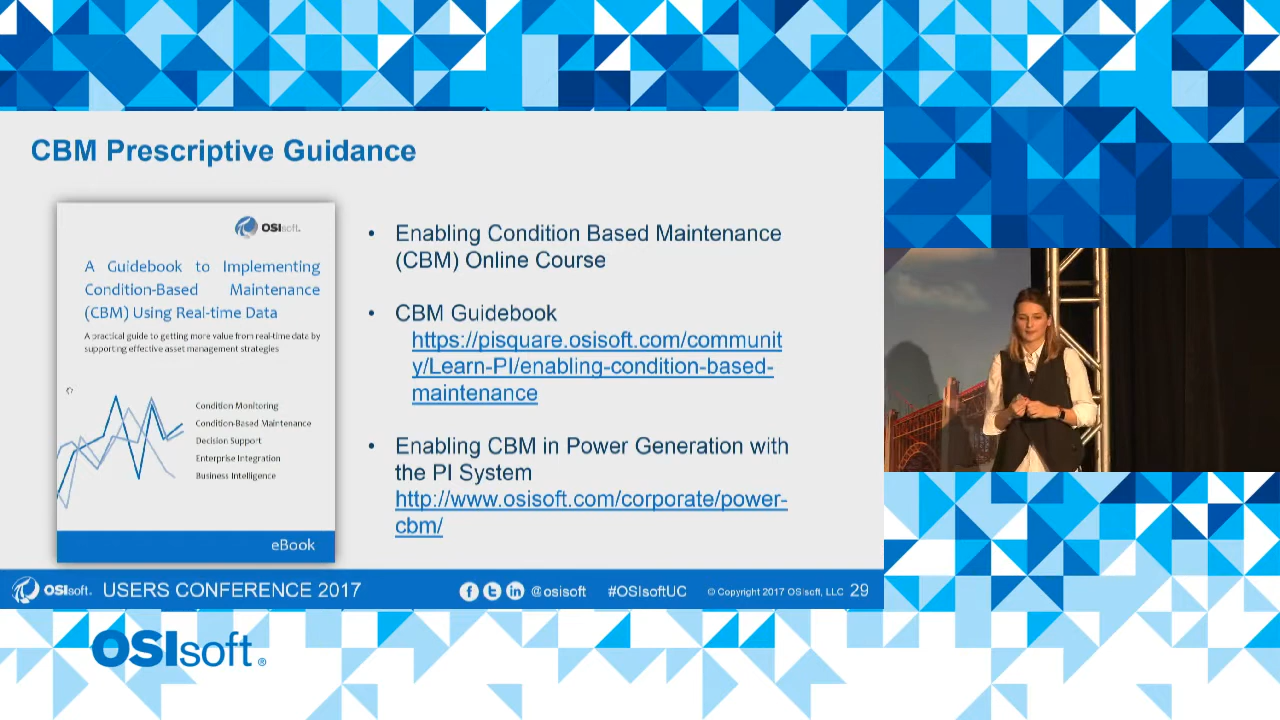 CBM Prescriptive Guidance
OSIsoft.
A Guidebook to Implementing
Condition-Based Maintenance
(CBM) Using Real-time Data
A practical guide to getting more value from real-time data by
supporting effective asset management strategies
Condition Monitoring
Condition-Based Maintenance
Decision Support
Enterprise Integration
Business Intelligence
eBook
• Enabling Condition Based Maintenance
(CBM) Online Course
• CBM Guidebook
https://pisquare.osisoft.com/communit
y/Learn-PI/enabling-condition-based-
maintenance
• Enabling CBM in Power Generation with
the PI System
http://www.osisoft.com/corporate/power-
cbm/
OSIsoft. USERS CONFERENCE 2017
@osisoft #OSIsoftUC © Copyright 2017 OSIsoft, LLC 29
OSIsoft®